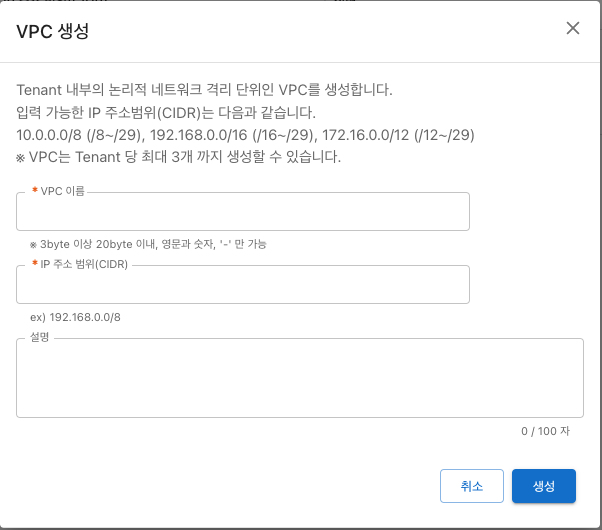 VPC 생성
Tenant 내부의 논리적 네트워크 격리 단위인 VPC를 생성합니다.
입력 가능한 IP 주소범위(CIDR)는 다음과 같습니다.
10.0.0.0/8 (/8~/29), 192.168.0.0/16 (/16~/29), 172.16.0.0/12 (/12~/29)
※ VPC는 Tenant 당 최대 3개 까지 생성할 수 있습니다.
* VPC 이름
※ 3byte 이상 20byte 이내, 영문과 숫자, '-' 만 가능
* IP 주소 범위(CIDR)
ex) 192.168.0.0/8
설명
0 / 100 자
취소
생성